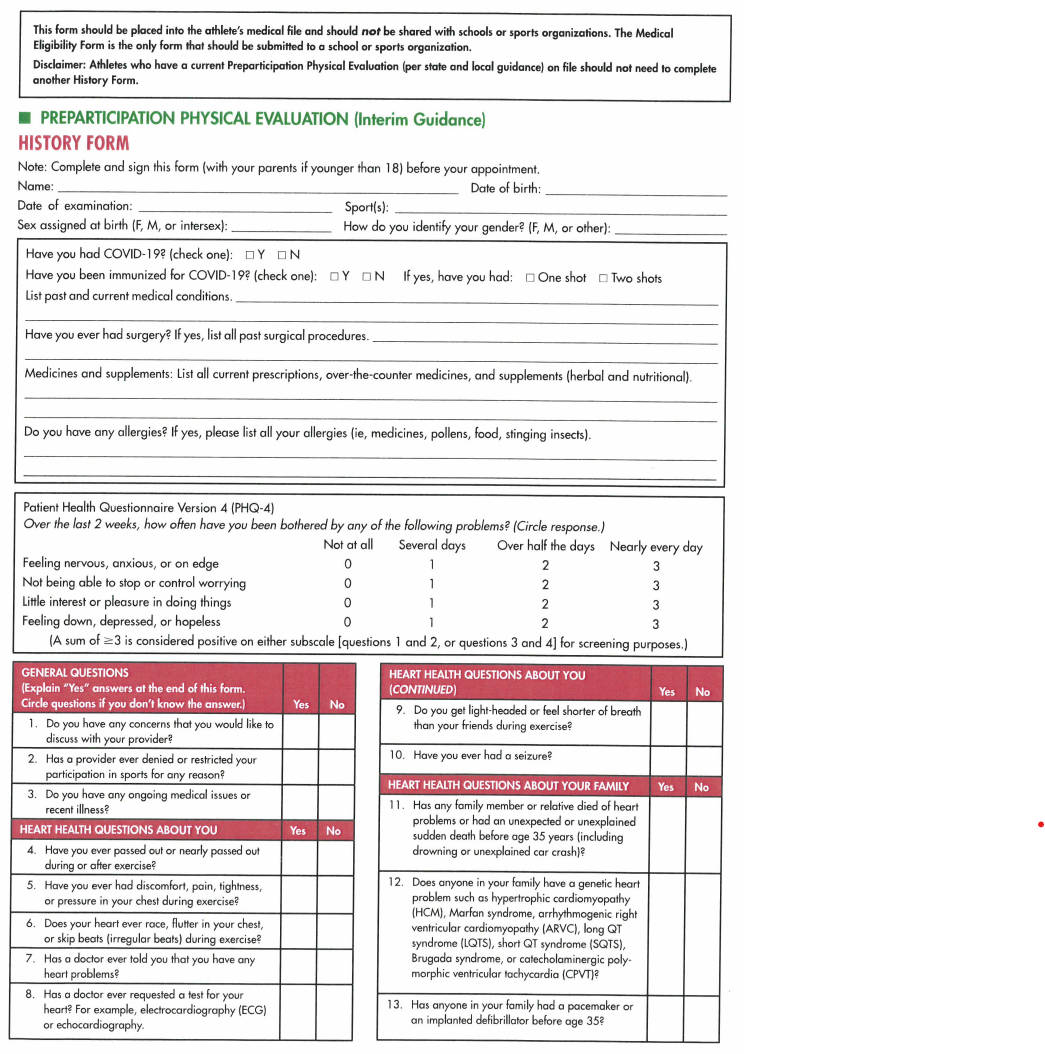 This form should be placed into the athlete's medical file and should not be shared with schools or sports organizations. The Medical
Eligibility Form is the only form that should be submitted to a school or sports organization.
Disclaimer: Athletes who have a current Preparticipation Physical Evaluation (per state and local guidance) on file should not need to complete
another History Form.
■ PREPARTICIPATION PHYSICAL EVALUATION (Interim Guidance)
HISTORY FORM
Note: Complete and sign this form (with your parents if younger than 18) before your appointment.
Name: Date of birth:
Date of examination: Sport(s):
Sex assigned at birth (F, M, or intersex): How do you identify your gender? (F, M, or other):
Have you had COVID-19? (check one): □ Y □ N
Have you been immunized for COVID-19? (check one): □ Y □ N If yes, have you had: □ One shot □ Two shots
List past and current medical conditions.
Have you ever had surgery? If yes, list all past surgical procedures.
Medicines and supplements: List all current prescriptions, over-the-counter medicines, and supplements (herbal and nutritional).
Do you have any allergies? If yes, please list all your allergies (ie, medicines, pollens, food, stinging insects).
Patient Health Questionnaire Version 4 (PHQ-4)
Over the last 2 weeks, how often have you been bothered by any of the following problems? (Circle response.)
Not at all Several days Over half the days Nearly every day
Feeling nervous, anxious, or on edge 0 1 2 3
Not being able to stop or control worrying 0 1 2 3
Little interest or pleasure in doing things 0 1 2 3
Feeling down, depressed, or hopeless 0 1 2 3
(A sum of ≥3 is considered positive on either subscale [questions 1 and 2, or questions 3 and 4] for screening purposes.)
GENERAL QUESTIONS
(Explain "Yes" answers at the end of this form.
Circle questions if you don't know the answer.) Yes No
1. Do you have any concerns that you would like to
discuss with your provider?
2. Has a provider ever denied or restricted your
participation in sports for any reason?
3. Do you have any ongoing medical issues or
recent illness?
HEART HEALTH QUESTIONS ABOUT YOU Yes No
4. Have you ever passed out or nearly passed out
during or after exercise?
5. Have you ever had discomfort, pain, tightness,
or pressure in your chest during exercise?
6. Does your heart ever race, flutter in your chest,
or skip beats (irregular beats) during exercise?
7. Has a doctor ever told you that you have any
heart problems?
8. Has a doctor ever requested a test for your
heart? For example, electrocardiography (ECG)
or echocardiography.
HEART HEALTH QUESTIONS ABOUT YOU
(CONTINUED) Yes No
9. Do you get light-headed or feel shorter of breath
than your friends during exercise?
10. Have you ever had a seizure?
HEART HEALTH QUESTIONS ABOUT YOUR FAMILY Yes No
11. Has any family member or relative died of heart
problems or had an unexpected or unexplained
sudden death before age 35 years (including
drowning or unexplained car crash)?
12. Does anyone in your family have a genetic heart
problem such as hypertrophic cardiomyopathy
(HCM), Marfan syndrome, arrhythmogenic right
ventricular cardiomyopathy (ARVC), long QT
syndrome (LQTS), short QT syndrome (SQTS),
Brugada syndrome, or catecholaminergic poly-
morphic ventricular tachycardia (CPVT)?
13. Has anyone in your family had a pacemaker or
an implanted defibrillator before age 35?